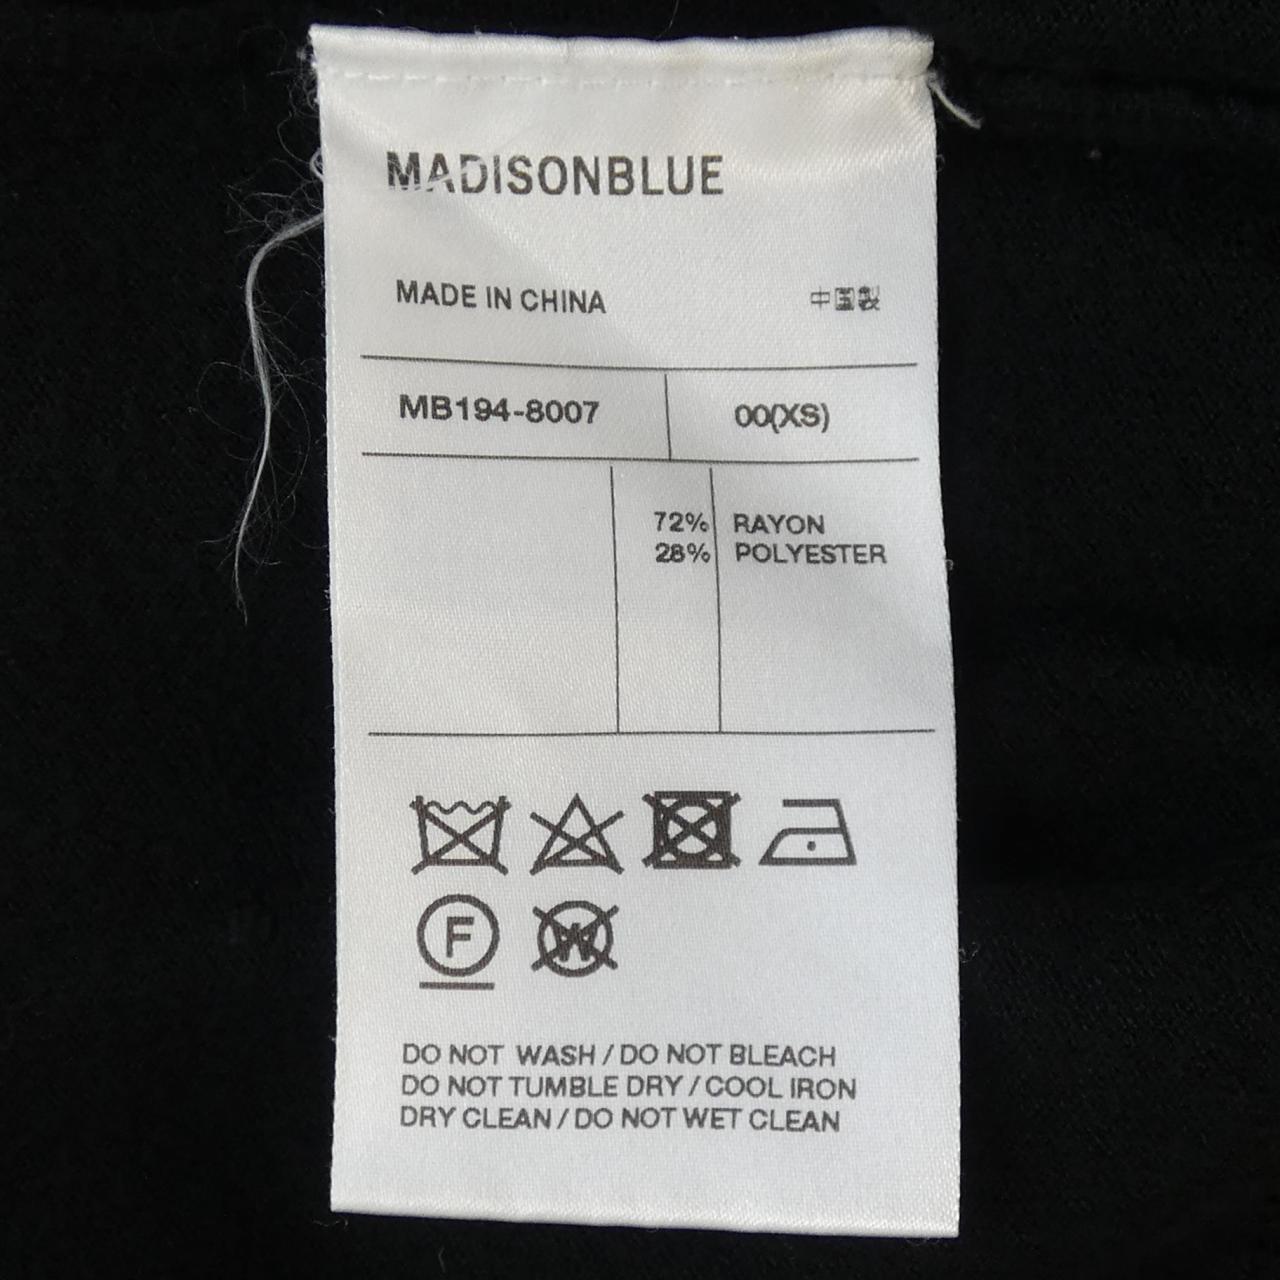 MADISONBLUE
MADE IN CHINA 中国製
MB194-8007 00(XS)
72% RAYON
28% POLYESTER
F
W
DO NOT WASH / DO NOT BLEACH
DO NOT TUMBLE DRY / COOL IRON
DRY CLEAN / DO NOT WET CLEAN